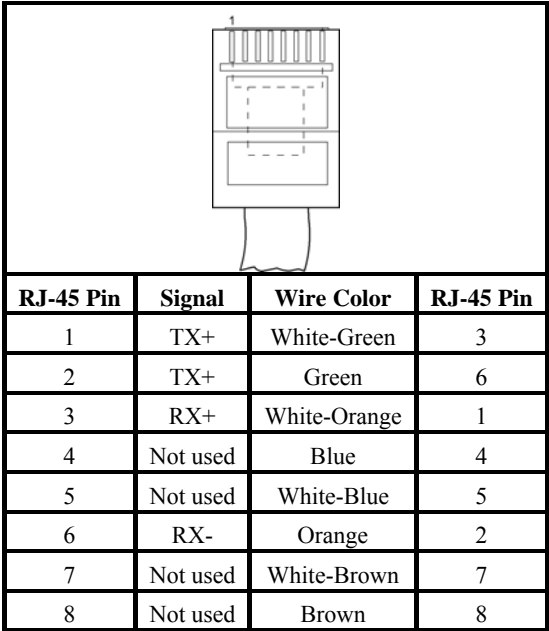 1
RJ-45 Pin Signal Wire Color RJ-45 Pin
1 TX+ White-Green 3
2 TX+ Green 6
3 RX+ White-Orange 1
4 Not used Blue 4
5 Not used White-Blue 5
6 RX- Orange 2
7 Not used White-Brown 7
8 Not used Brown 8